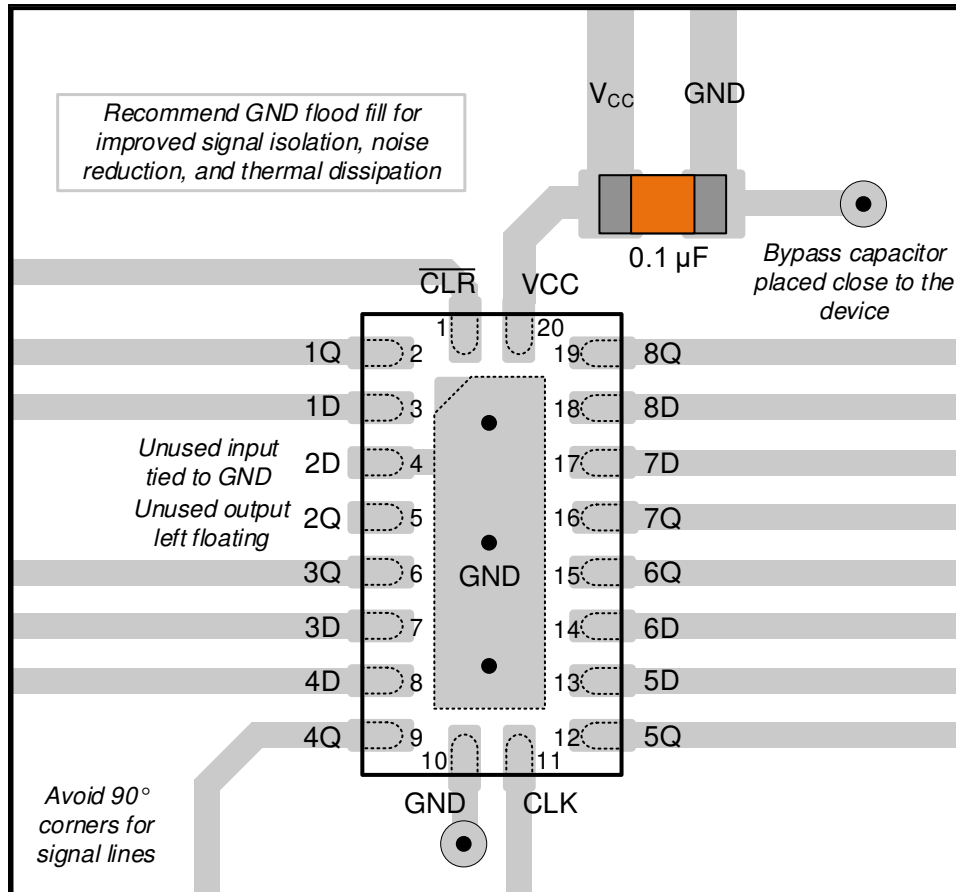 Recommend GND flood fill for
improved signal isolation, noise
reduction, and thermal dissipation
VCC GND
0.1 µF
Bypass capacitor
placed close to the
device
C̅L̅R̅ VCC
1 20
1Q 2 19 8Q
1D 3 18 8D
Unused input
tied to GND
2D 4 17 7D
Unused output
left floating
2Q 5 16 7Q
GND
3Q 6 15 6Q
3D 7 14 6D
4D 8 13 5D
4Q 9 12 5Q
10 11
GND CLK
Avoid 90°
corners for
signal lines